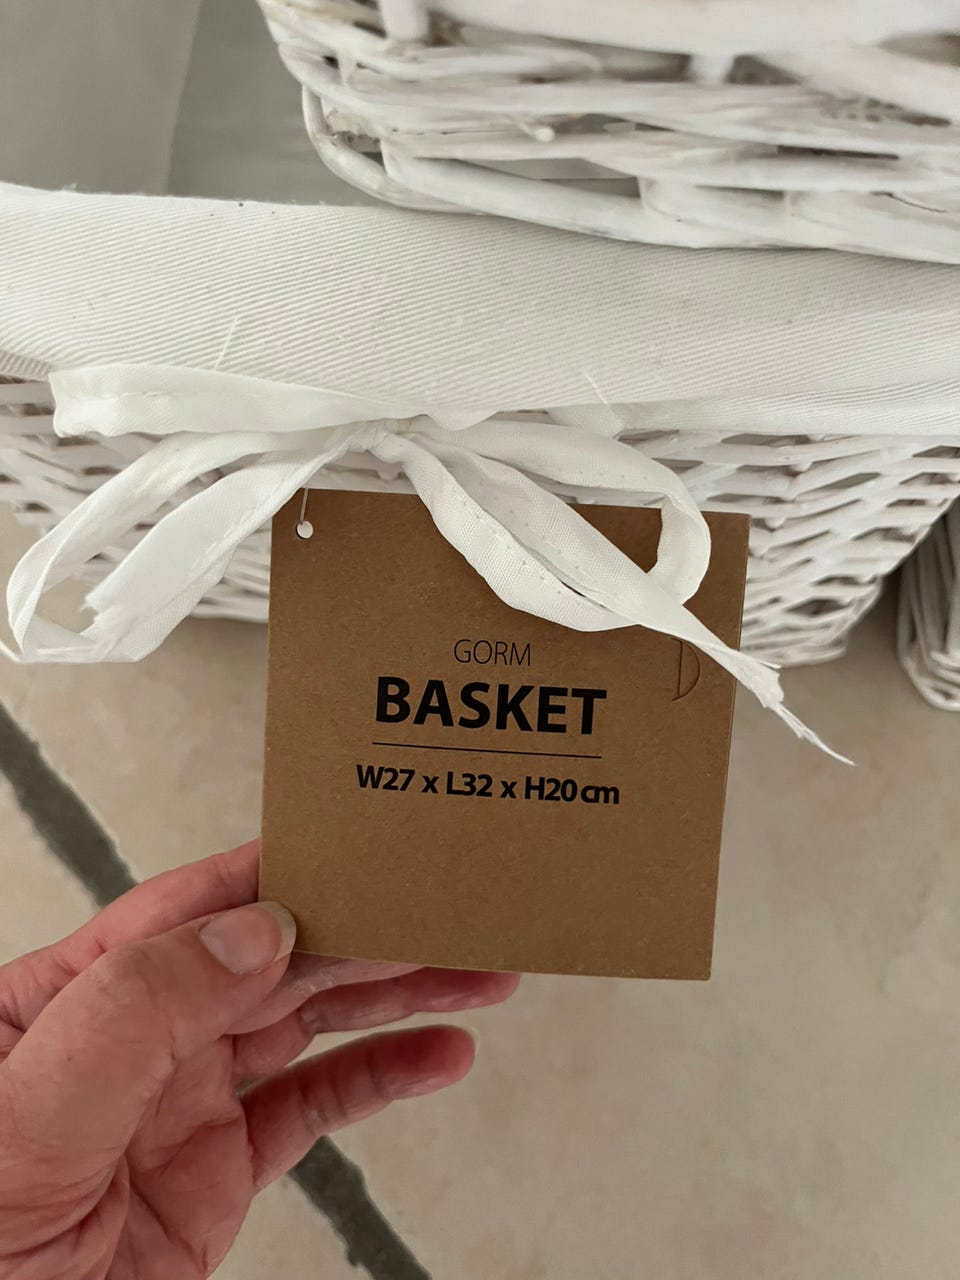 GORM
BASKET
W27 x L32 x H20 cm